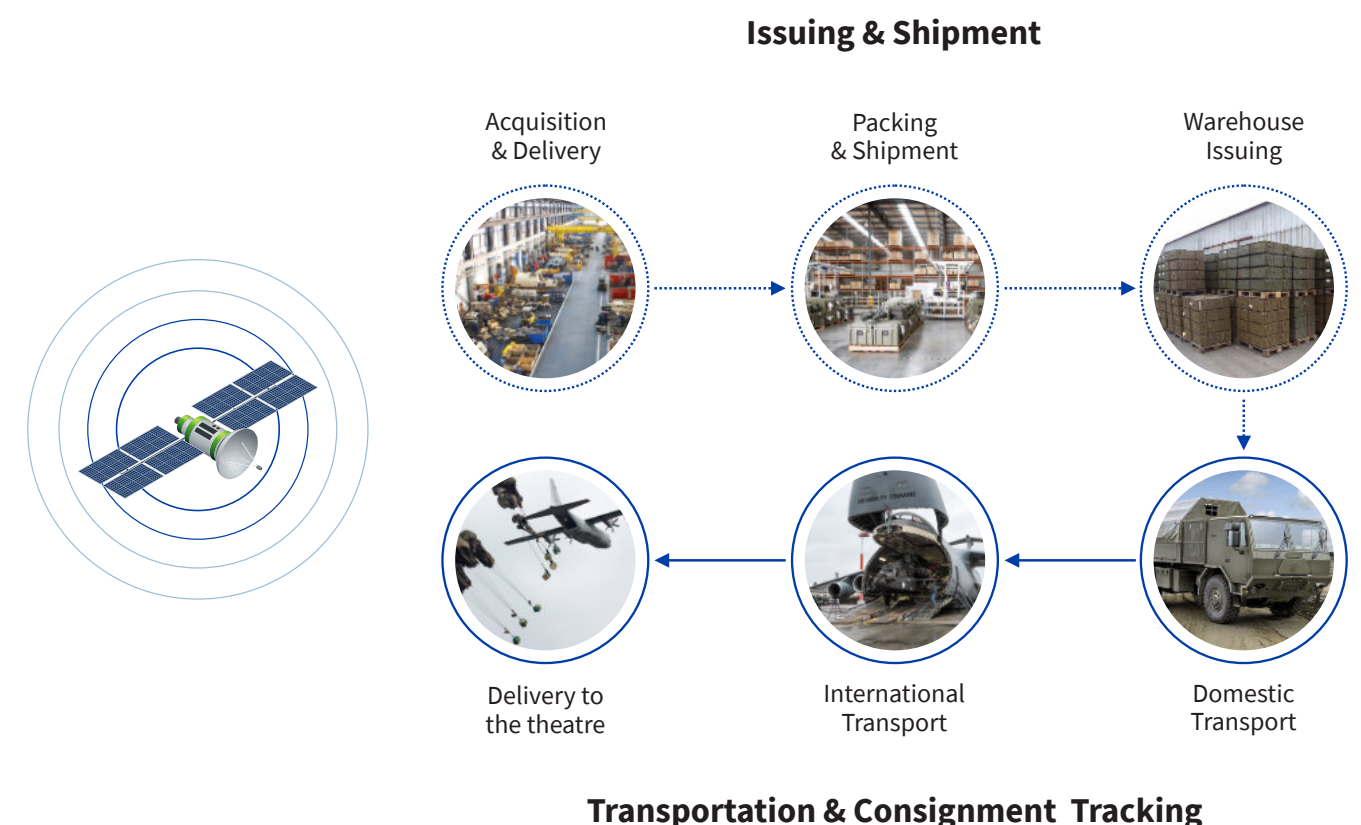 Issuing & Shipment
Acquisition
& Delivery
Packing
& Shipment
Warehouse
Issuing
Delivery to
the theatre
International
Transport
Domestic
Transport
Transportation & Consignment Tracking